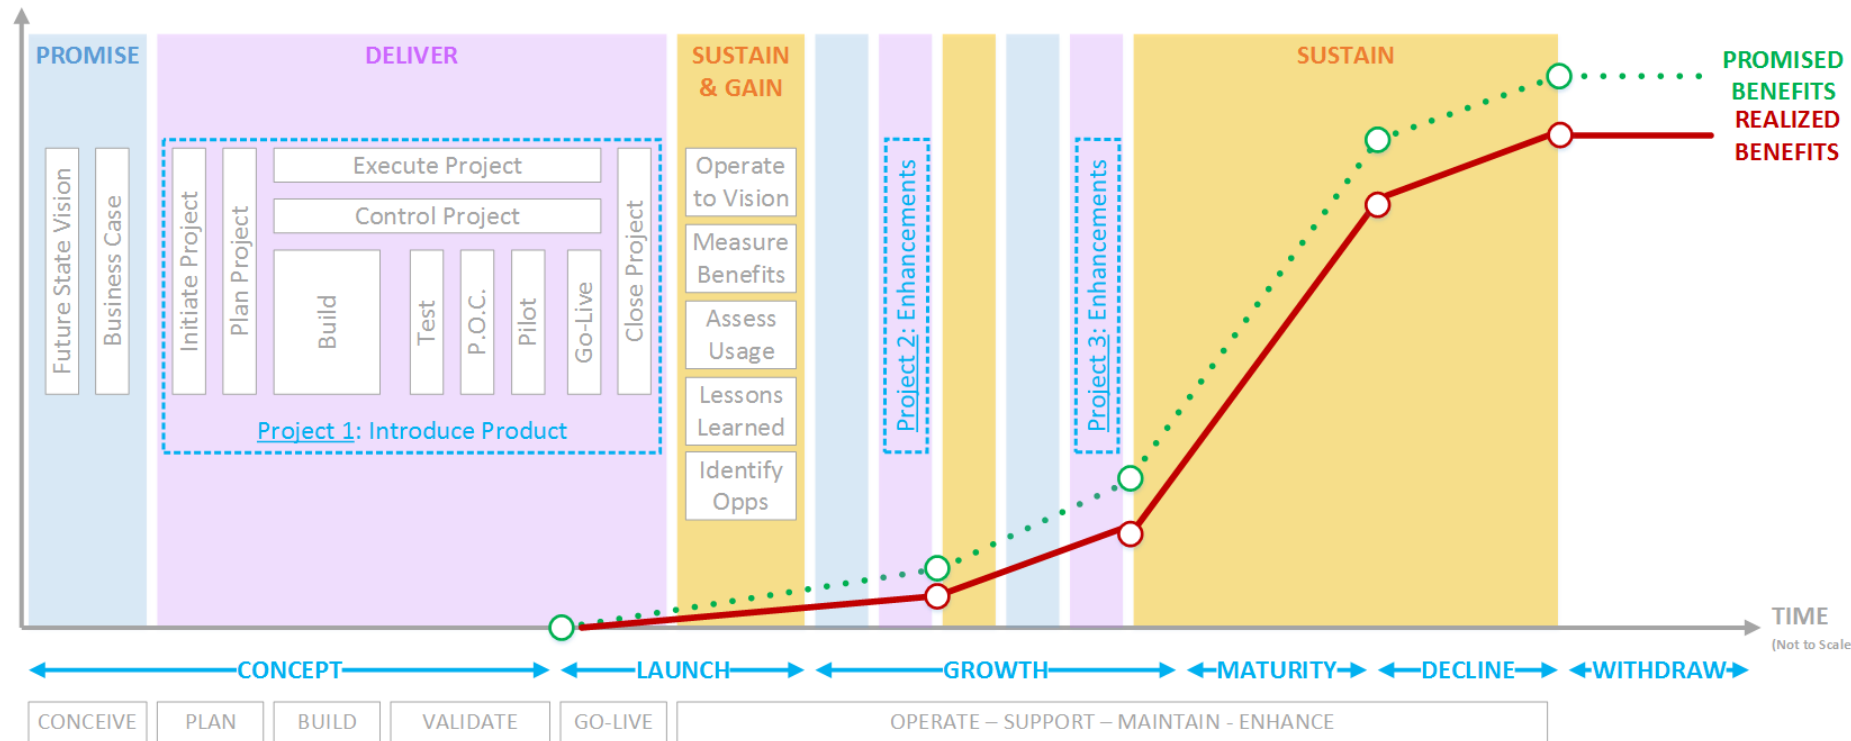 PROMISE
DELIVER
SUSTAIN
& GAIN
SUSTAIN
PROMISED
BENEFITS
REALIZED
BENEFITS
Future State Vision
Business Case
Initiate Project
Plan Project
Execute Project
Control Project
Build
Test
P.O.C.
Pilot
Go-Live
Close Project
Project 1: Introduce Product
Operate
to Vision
Measure
Benefits
Assess
Usage
Lessons
Learned
Identify
Opps
Project 2: Enhancements
Project 3: Enhancements
TIME
(Not to Scale
CONCEPT
LAUNCH
GROWTH
MATURITY
DECLINE
WITHDRAW
CONCEIVE
PLAN
BUILD
VALIDATE
GO-LIVE
OPERATE – SUPPORT – MAINTAIN - ENHANCE